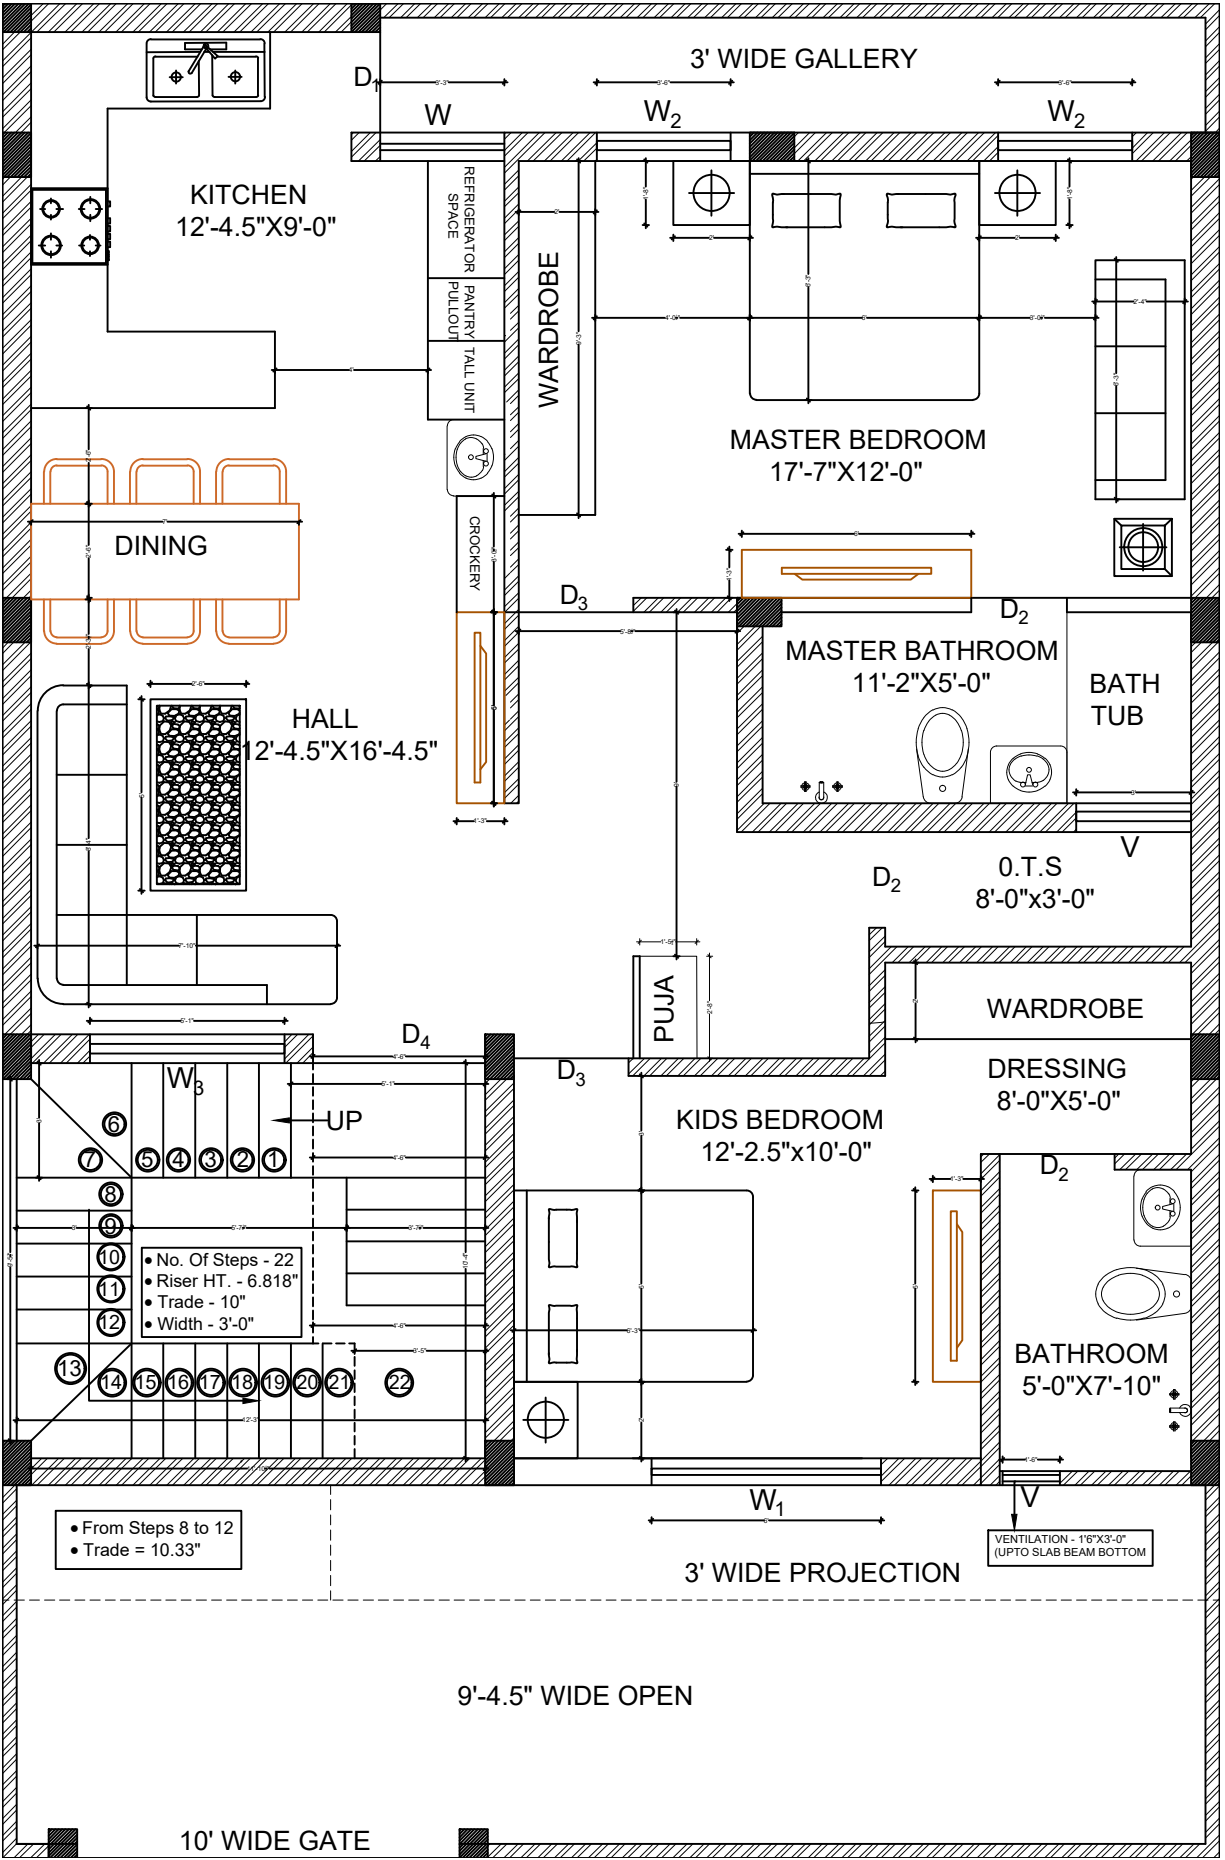 3' WIDE GALLERY
D1
W
W2
W2
KITCHEN
12'-4.5"X9'-0"
REFRIGERATOR
SPACE
PANTRY
PULLOUT
TALL UNIT
WARDROBE
MASTER BEDROOM
17'-7"X12'-0"
CROCKERY
DINING
D3
D2
MASTER BATHROOM
11'-2"X5'-0"
BATH
TUB
HALL
12'-4.5"X16'-4.5"
V
D2
O.T.S
8'-0"x3'-0"
PUJA
WARDROBE
D4
D3
W3
DRESSING
8'-0"X5'-0"
UP
KIDS BEDROOM
12'-2.5"x10'-0"
D2
6
7 5 4 3 2 1
8
9
10
11
12
• No. Of Steps - 22
• Riser HT. - 6.818"
• Trade - 10"
• Width - 3'-0"
13 14 15 16 17 18 19 20 21 22
BATHROOM
5'-0"X7'-10"
W1
V
• From Steps 8 to 12
• Trade = 10.33"
VENTILATION - 1'6"X3'-0"
(UPTO SLAB BEAM BOTTOM
3' WIDE PROJECTION
9'-4.5" WIDE OPEN
10' WIDE GATE